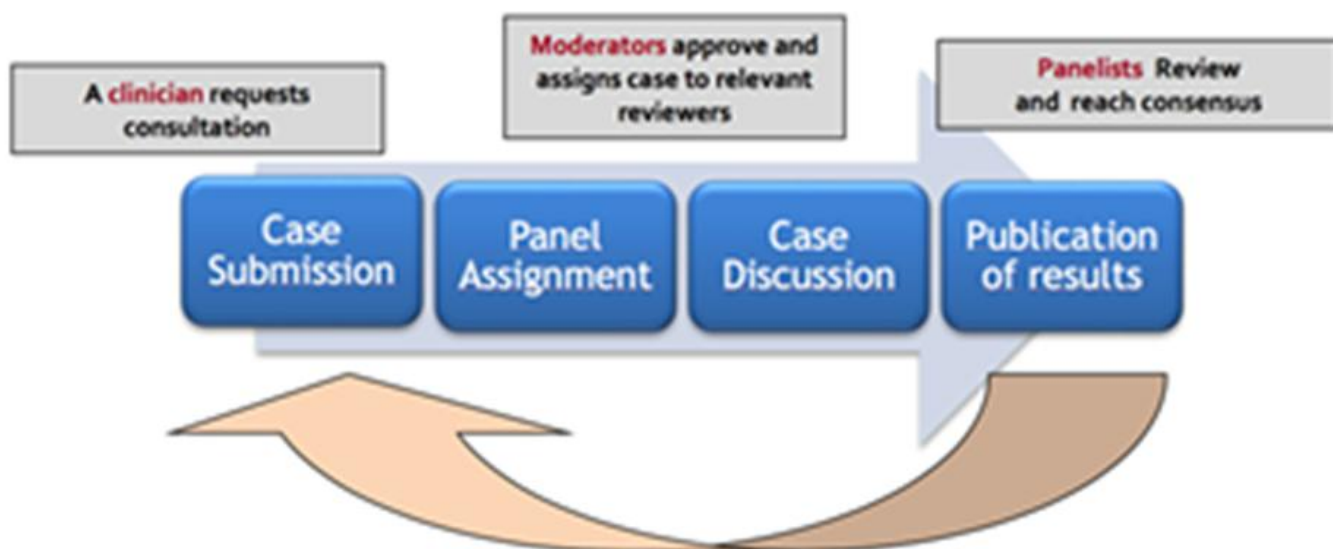 A clinician requests
consultation
Moderators approve and
assigns case to relevant
reviewers
Panelists Review
and reach consensus
Case
Submission
Panel
Assignment
Case
Discussion
Publication
of results